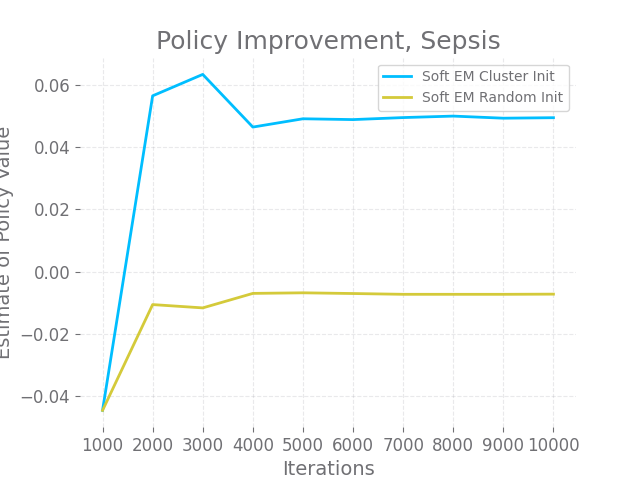 Policy Improvement, Sepsis
Soft EM Cluster Init
Soft EM Random Init
Estimate of Policy Value
0.06
0.04
0.02
0.00
−0.02
−0.04
1000 2000 3000 4000 5000 6000 7000 8000 9000 10000
Iterations